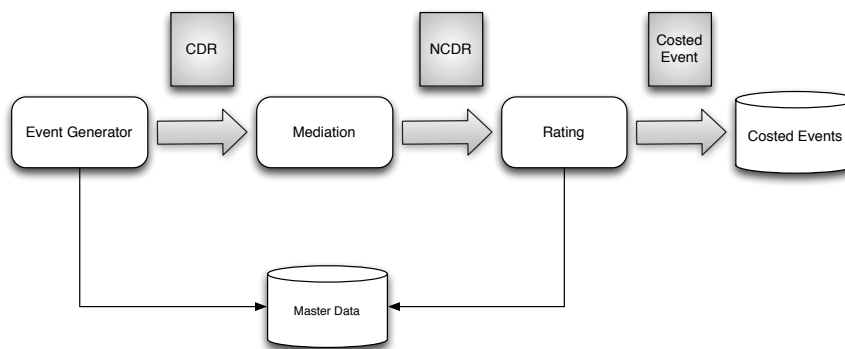 CDR
NCDR
Costed
Event
Event Generator
Mediation
Rating
Costed Events
Master Data